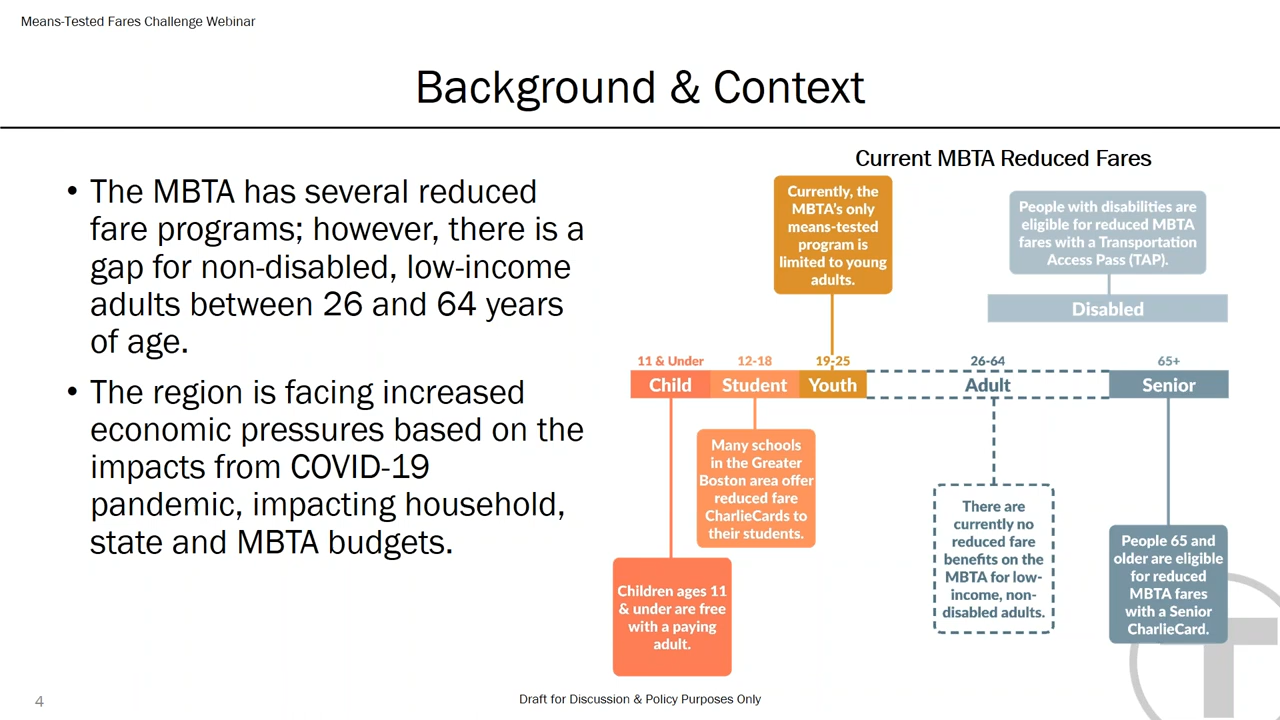 Means-Tested Fares Challenge Webinar
Background & Context
• The MBTA has several reduced
fare programs; however, there is a
gap for non-disabled, low-income
adults between 26 and 64 years
of age.
• The region is facing increased
economic pressures based on the
impacts from COVID-19
pandemic, impacting household,
state and MBTA budgets.
Current MBTA Reduced Fares
Currently, the
MBTA's only
means-tested
program is
limited to young
adults.
People with disabilities are
eligible for reduced MBTA
fares with a Transportation
Access Pass (TAP).
Disabled
11 & Under
12-18
19-25
26-64
65+
Child
Student
Youth
Adult
Senior
Many schools
in the Greater
Boston area offer
reduced fare
CharlieCards to
their students.
Children ages 11
& under are free
with a paying
adult.
There are
currently no
reduced fare
benefits on the
MBTA for low-
income, non-
disabled adults.
People 65 and
older are eligible
for reduced
MBTA fares
with a Senior
CharlieCard.
T
4
Draft for Discussion & Policy Purposes Only